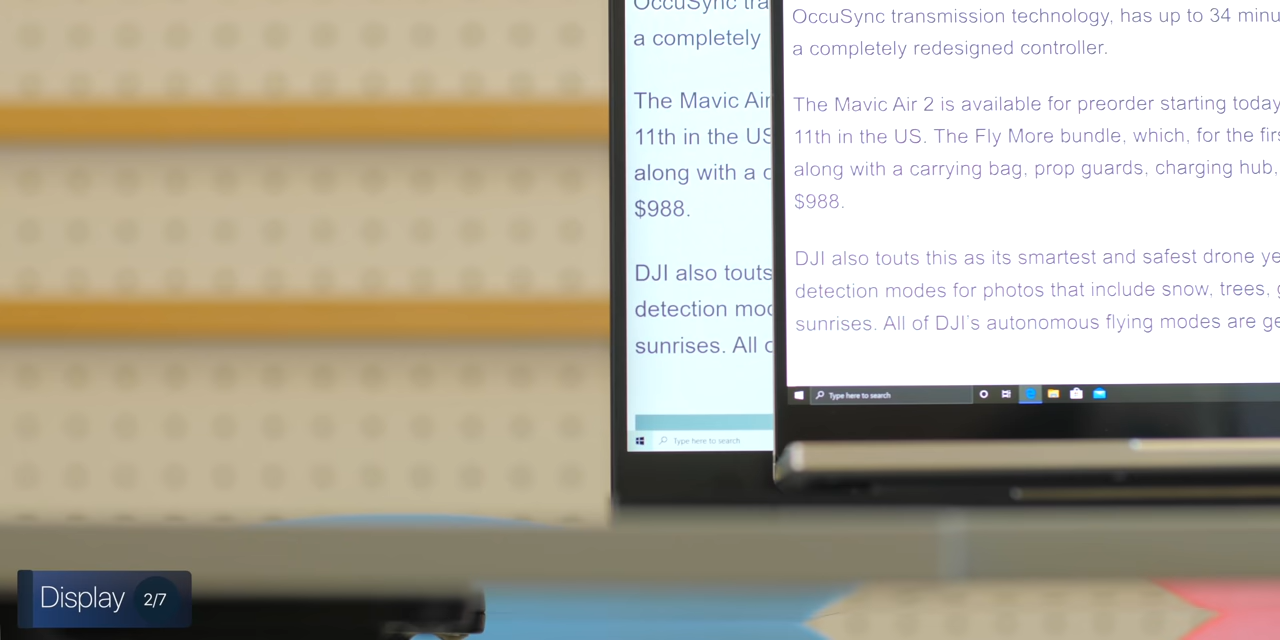 OccuSync tra
a completely
The Mavic Air
11th in the US
along with a c
$988.
DJI also touts
detection mod
sunrises. All o
Type here to search
OccuSync transmission technology, has up to 34 minu
a completely redesigned controller.
The Mavic Air 2 is available for preorder starting today
11th in the US. The Fly More bundle, which, for the firs
along with a carrying bag, prop guards, charging hub,
$988.
DJI also touts this as its smartest and safest drone ye
detection modes for photos that include snow, trees, g
sunrises. All of DJI's autonomous flying modes are ge
Type here to search
Display 2/7